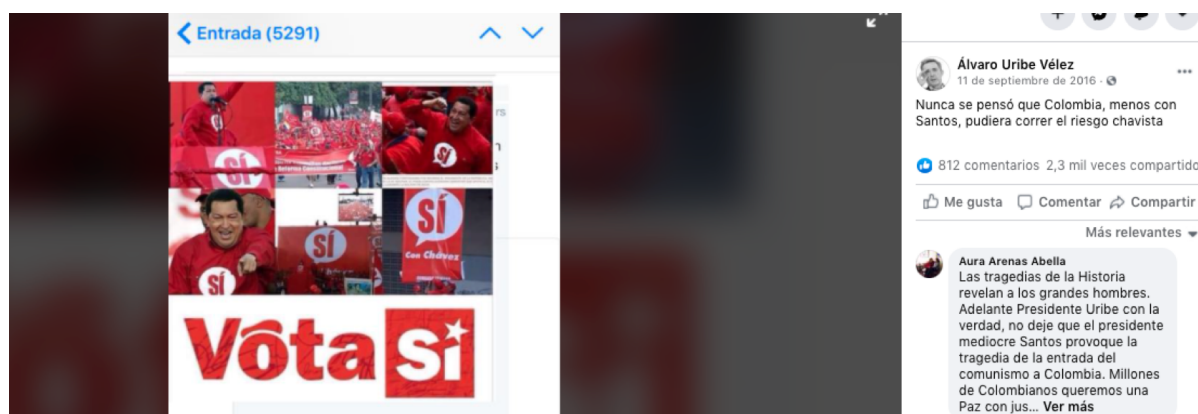 Entrada (5291)
SÍ
SÍ
SÍ
SÍ
SÍ
Con Chávez
Vota Sí
Álvaro Uribe Vélez
11 de septiembre de 2016 ·
Nunca se pensó que Colombia, menos con
Santos, pudiera correr el riesgo chavista
812 comentarios 2,3 mil veces compartido
Me gusta Comentar Compartir
Más relevantes
Aura Arenas Abella
Las tragedias de la Historia
revelan a los grandes hombres.
Adelante Presidente Uribe con la
verdad, no deje que el presidente
mediocre Santos provoque la
tragedia de la entrada del
comunismo a Colombia. Millones
de Colombianos queremos una
Paz con jus... Ver más